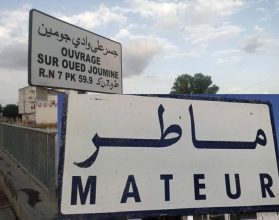 جسر على وادي جومين
OUVRAGE
SUR OUED JOUMINE
R.N 7 PK 59.9
ماطر
MATEUR